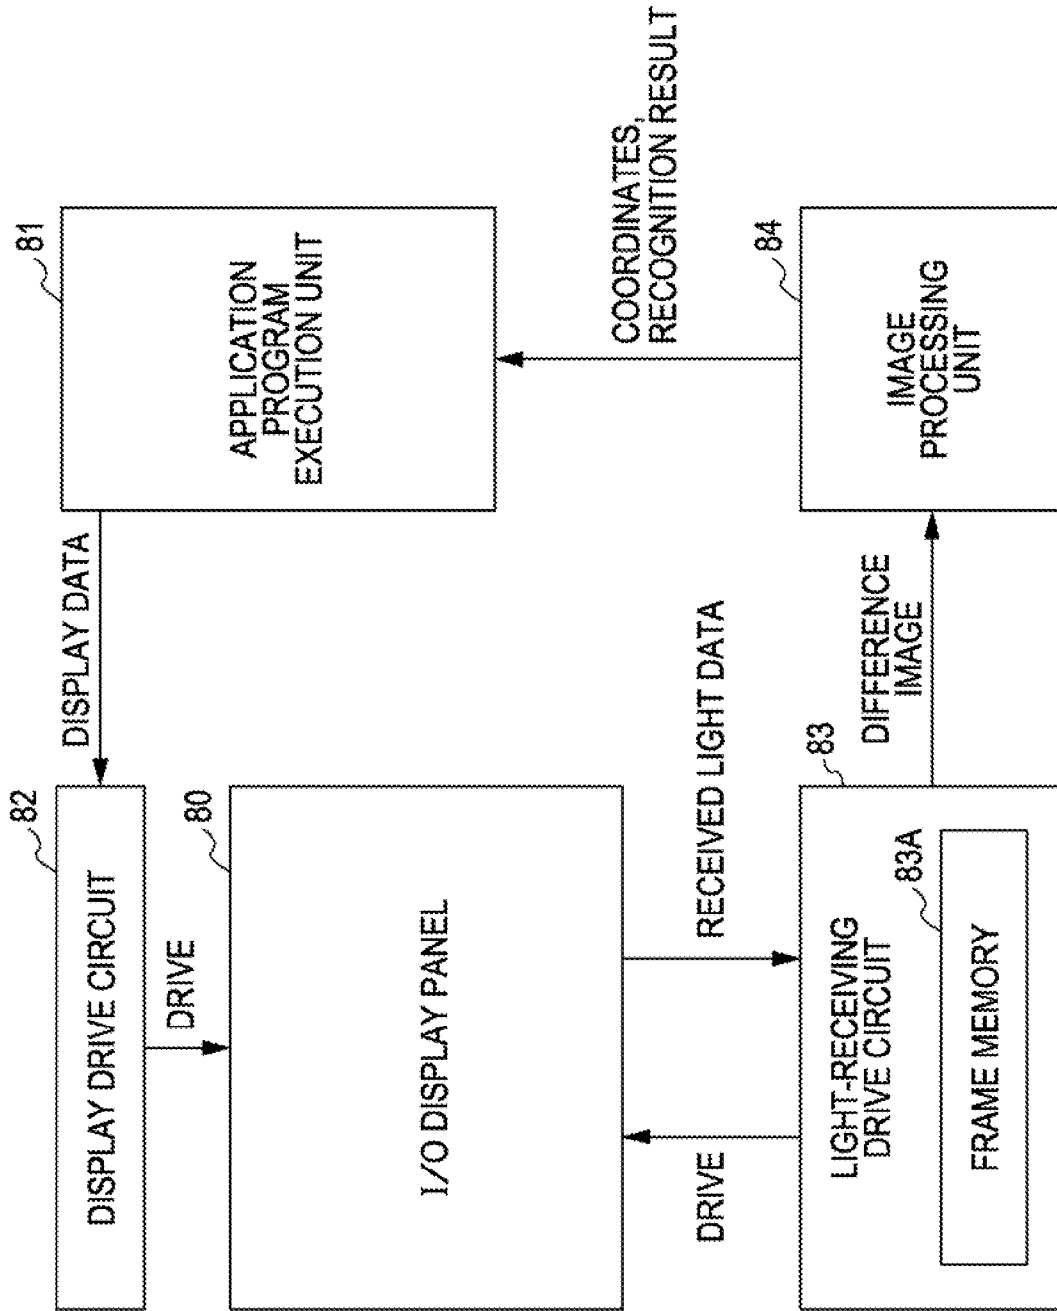 82
DISPLAY DRIVE CIRCUIT
DISPLAY DATA
81
APPLICATION
PROGRAM
EXECUTION UNIT
DRIVE
80
I/O DISPLAY PANEL
DRIVE
RECEIVED LIGHT DATA
COORDINATES,
RECOGNITION RESULT
83
LIGHT-RECEIVING
DRIVE CIRCUIT
83A
FRAME MEMORY
DIFFERENCE
IMAGE
84
IMAGE
PROCESSING
UNIT